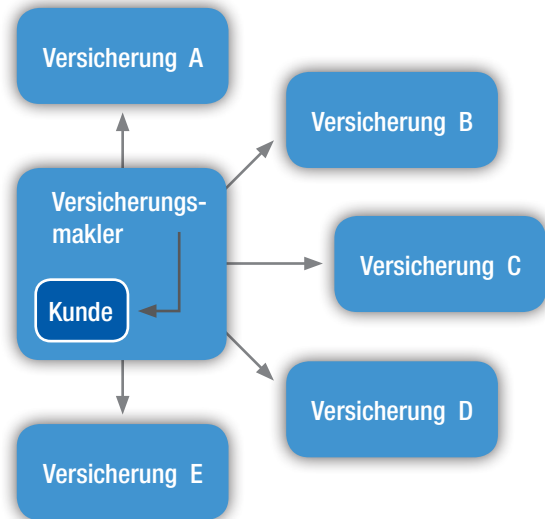 Versicherung A
Versicherung B
Versicherungs-
makler
Versicherung C
Kunde
Versicherung D
Versicherung E